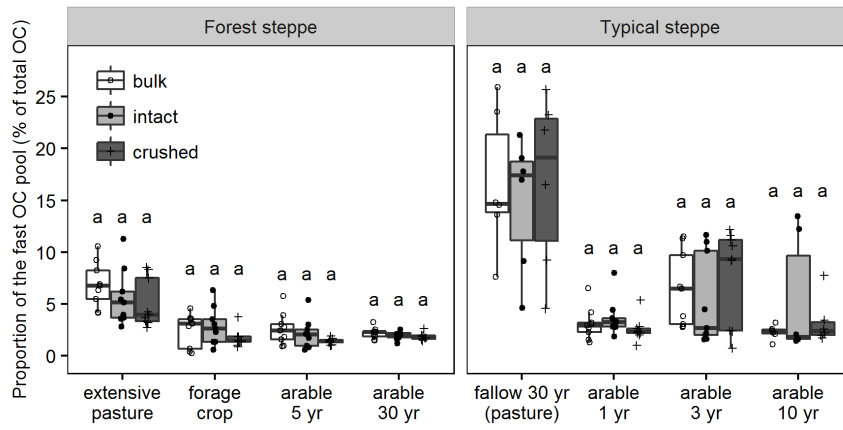 Forest steppe
Typical steppe
Proportion of the fast OC pool (% of total OC)
25
20
15
10
5
0
bulk
intact
crushed
a a a
a a a
a a a
a a a
a a a
a a a
a a a
a a a
extensive
pasture
forage
crop
arable
5 yr
arable
30 yr
fallow 30 yr
(pasture)
arable
1 yr
arable
3 yr
arable
10 yr